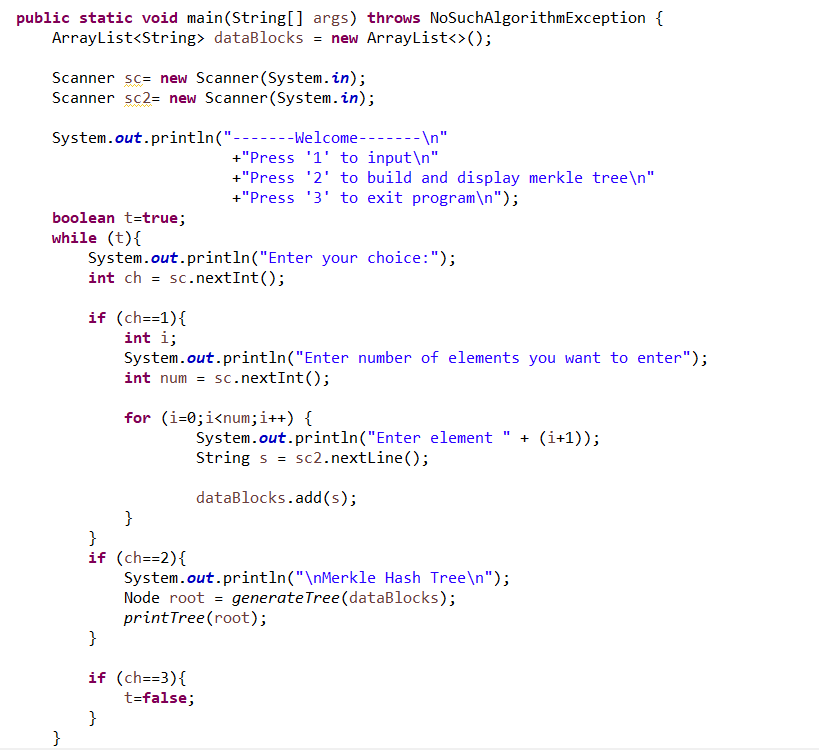 public static void main(String[] args) throws NoSuchAlgorithmException {
    ArrayList<String> dataBlocks = new ArrayList<>();

    Scanner sc= new Scanner(System.in);
    Scanner sc2= new Scanner(System.in);

    System.out.println("-------Welcome-------\n"
                        +"Press '1' to input\n"
                        +"Press '2' to build and display merkle tree\n"
                        +"Press '3' to exit program\n");
    boolean t=true;
    while (t){
        System.out.println("Enter your choice:");
        int ch = sc.nextInt();

        if (ch==1){
            int i;
            System.out.println("Enter number of elements you want to enter");
            int num = sc.nextInt();

            for (i=0;i<num;i++) {
                    System.out.println("Enter element " + (i+1));
                    String s = sc2.nextLine();

                    dataBlocks.add(s);
            }
        }
        if (ch==2){
            System.out.println("\nMerkle Hash Tree\n");
            Node root = generateTree(dataBlocks);
            printTree(root);
        }

        if (ch==3){
            t=false;
        }
    }